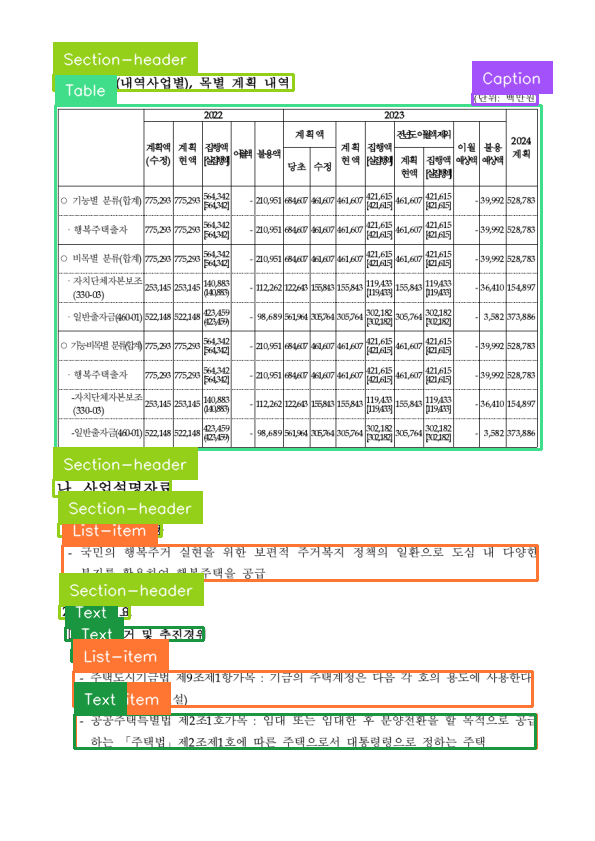 Section-header
(내역사업별), 목별 계획 내역
Table
Caption
(단위: 백만원
2022 2023 2024 계획
계획액 (수정) 계획 현액 집행액 [실집행액] 이월액 불용액 계획액 당초 수정 계획 현액 집행액 [실집행액] 전년도이월액제외 계획 현액 집행액 [실집행액] 이월 예상액 불용 예상액
○ 기능별 분류(합계) 775,293 775,293 564,342 [564,342] - 210,951 684,607 461,607 461,607 421,615 [421,615] 461,607 421,615 [421,615] - 39,992 528,783
· 행복주택출자 775,293 775,293 564,342 [564,342] - 210,951 684,607 461,607 461,607 421,615 [421,615] 461,607 421,615 [421,615] - 39,992 528,783
○ 비목별 분류(합계) 775,293 775,293 564,342 [564,342] - 210,951 684,607 461,607 461,607 421,615 [421,615] 461,607 421,615 [421,615] - 39,992 528,783
· 자치단체자본보조 (330-03) 253,145 253,145 140,883 (140,883) - 112,262 122,643 155,843 155,843 119,433 [119,433] 155,843 119,433 [119,433] - 36,410 154,897
· 일반출자금(460-01) 522,148 522,148 423,459 (423,459) - 98,689 561,964 305,764 305,764 302,182 [302,182] 305,764 302,182 [302,182] - 3,582 373,886
○ 기능비목별 분류(합계) 775,293 775,293 564,342 [564,342] - 210,951 684,607 461,607 461,607 421,615 [421,615] 461,607 421,615 [421,615] - 39,992 528,783
· 행복주택출자 775,293 775,293 564,342 [564,342] - 210,951 684,607 461,607 461,607 421,615 [421,615] 461,607 421,615 [421,615] - 39,992 528,783
-자치단체자본보조 (330-03) 253,145 253,145 140,883 (140,883) - 112,262 122,643 155,843 155,843 119,433 [119,433] 155,843 119,433 [119,433] - 36,410 154,897
-일반출자금(460-01) 522,148 522,148 423,459 (423,459) - 98,689 561,964 305,764 305,764 302,182 [302,182] 305,764 302,182 [302,182] - 3,582 373,886
Section-header
나. 사업설명자료
Section-header
List-item
- 국민의 행복주거 실현을 위한 보편적 주거복지 정책의 일환으로 도심 내 다양한
부지를 활용하여 행복주택을 공급
Section-header
Text
요
Text
거 및 추진경위
List-item
- 주택도시기금법 제9조제1항가목 : 기금의 주택계정은 다음 각 호의 용도에 사용한다
Text
item
설)
- 공공주택특별법 제2조1호가목 : 임대 또는 임대한 후 분양전환을 할 목적으로 공급
하는 「주택법」제2조제1호에 따른 주택으로서 대통령령으로 정하는 주택